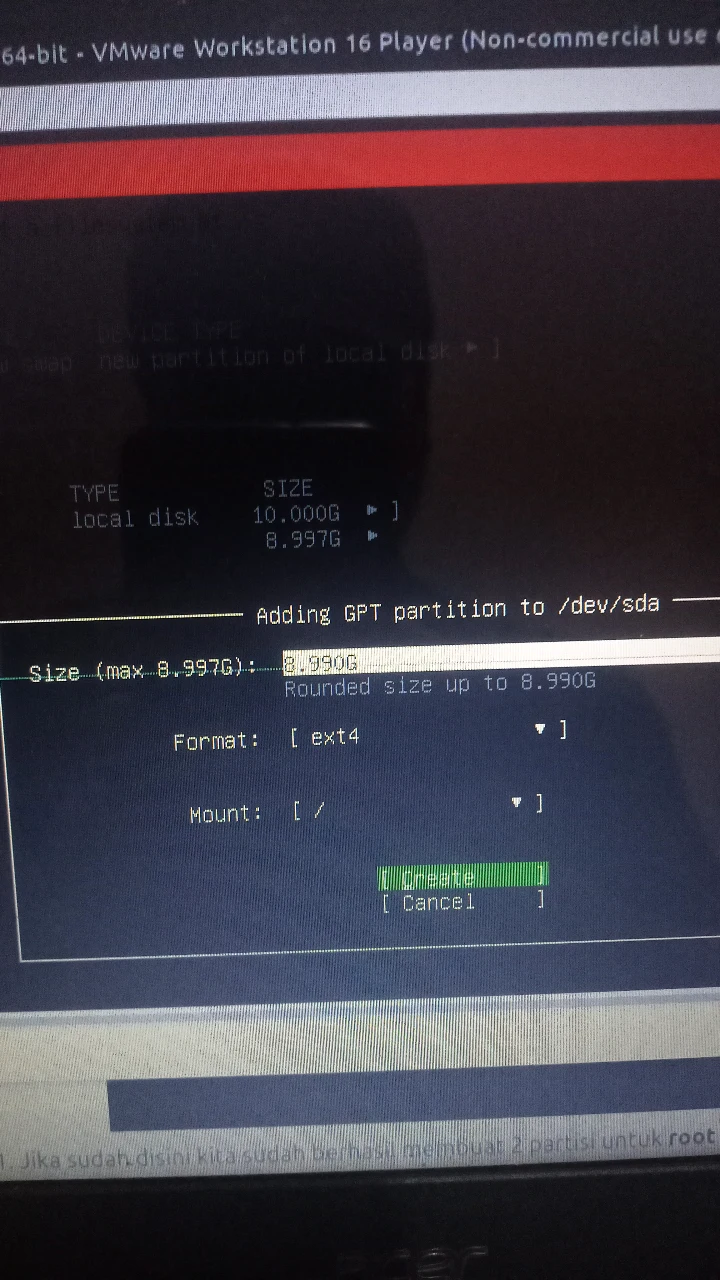 64-bit - VMware Workstation 16 Player (Non-commercial use
DEVICE TYPE
swap new partition of local disk ▸ ]
TYPE SIZE
local disk 10.000G ▸ ]
8.997G ▸
Adding GPT partition to /dev/sda
Size (max 8.997G): 8.990G
Rounded size up to 8.990G
Format: [ ext4 ▾ ]
Mount: [ / ▾ ]
[ Create ]
[ Cancel ]
1. Jika sudah disini kita sudah berhasil membuat 2 partisi untuk root